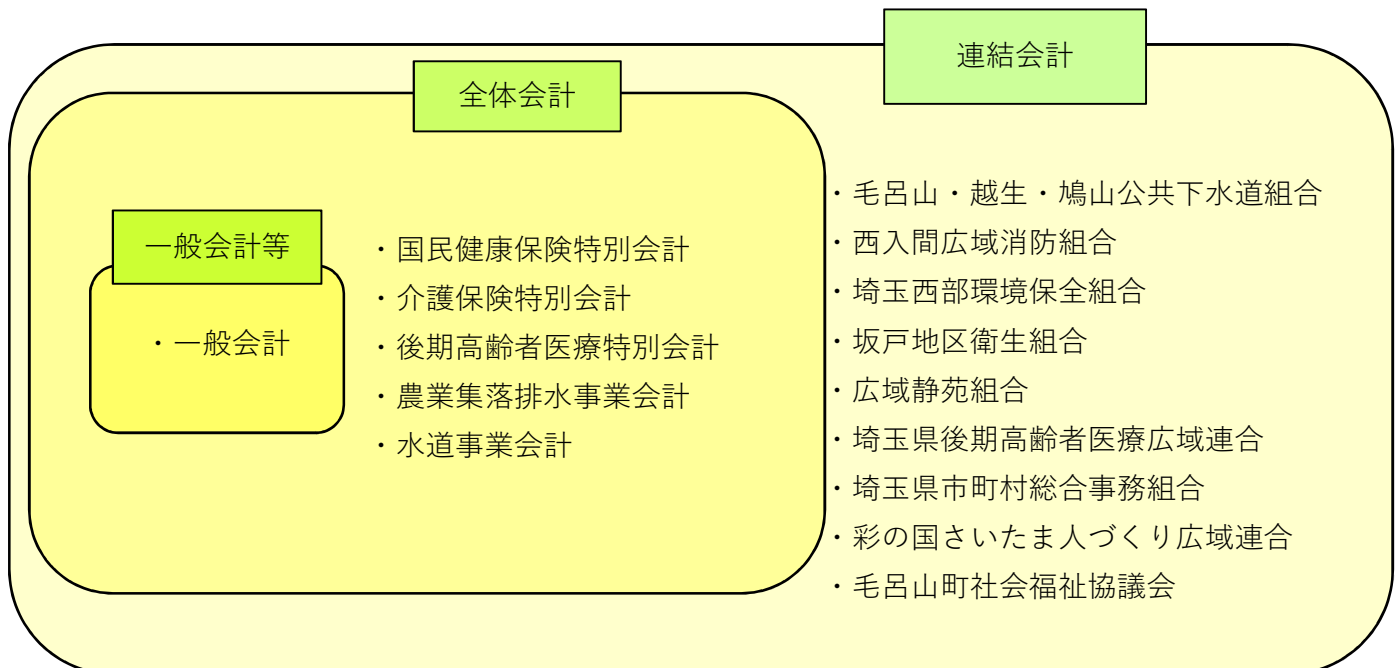 連結会計
全体会計
一般会計等
・一般会計
・国民健康保険特別会計
・介護保険特別会計
・後期高齢者医療特別会計
・農業集落排水事業会計
・水道事業会計
・毛呂山・越生・鳩山公共下水道組合
・西入間広域消防組合
・埼玉西部環境保全組合
・坂戸地区衛生組合
・広域静苑組合
・埼玉県後期高齢者医療広域連合
・埼玉県市町村総合事務組合
・彩の国さいたま人づくり広域連合
・毛呂山町社会福祉協議会